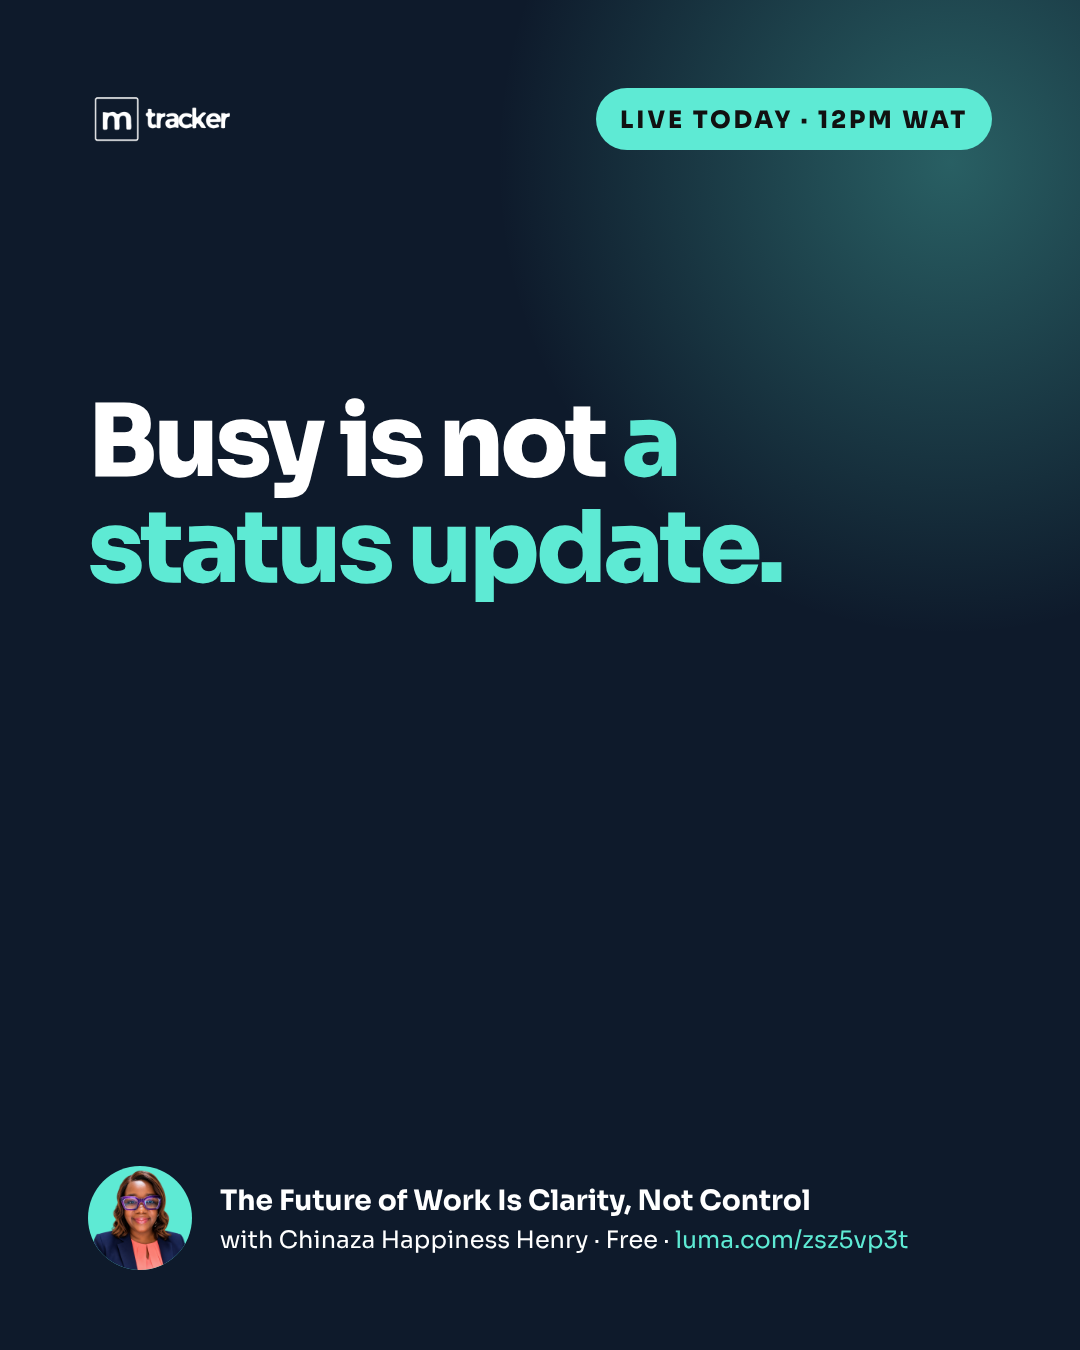 m tracker
LIVE TODAY · 12PM WAT
Busy is not a
status update.
The Future of Work Is Clarity, Not Control
with Chinaza Happiness Henry · Free · luma.com/zsz5vp3t